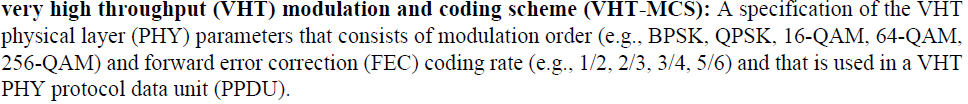 very high throughput (VHT) modulation and coding scheme (VHT-MCS): A specification of the VHT
physical layer (PHY) parameters that consists of modulation order (e.g., BPSK, QPSK, 16-QAM, 64-QAM,
256-QAM) and forward error correction (FEC) coding rate (e.g., 1/2, 2/3, 3/4, 5/6) and that is used in a VHT
PHY protocol data unit (PPDU).